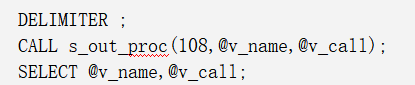 DELIMITER ;
CALL s_out_proc(108,@v_name,@v_call);
SELECT @v_name,@v_call;